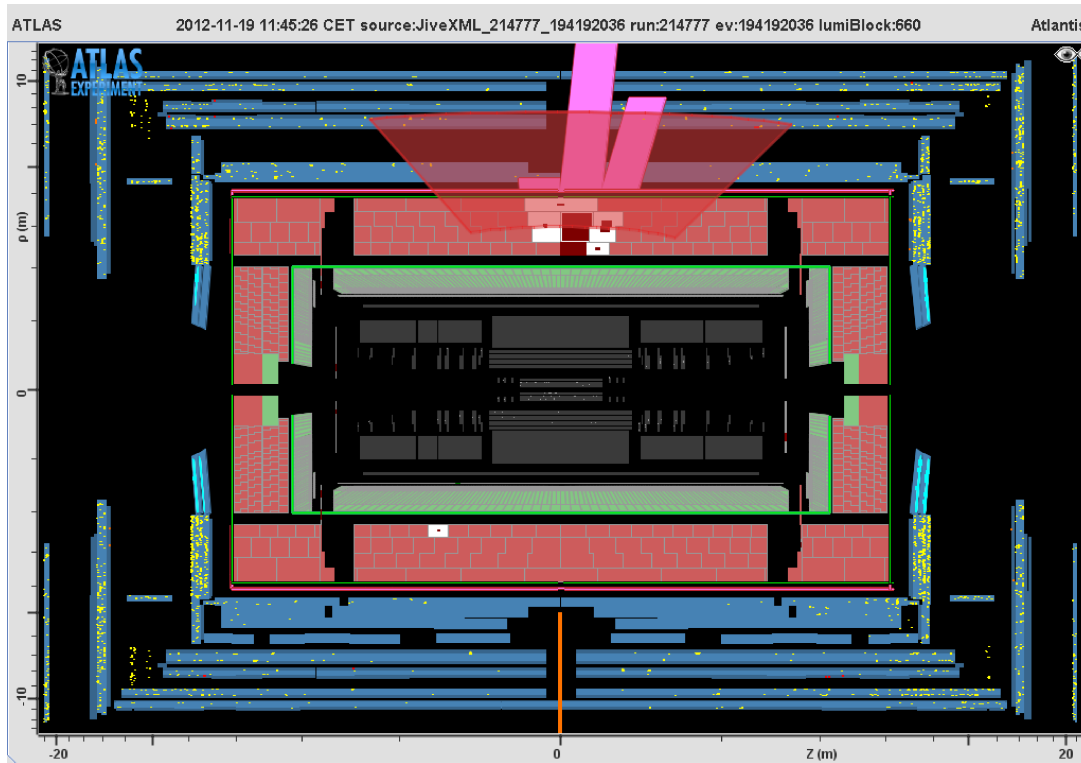 ATLAS 2012-11-19 11:45:26 CET source:JiveXML_214777_194192036 run:214777 ev:194192036 lumiBlock:660 Atlantis
ATLAS
EXPERIMENT
10
ρ (m)
0
-10
-20 0 Z (m) 20